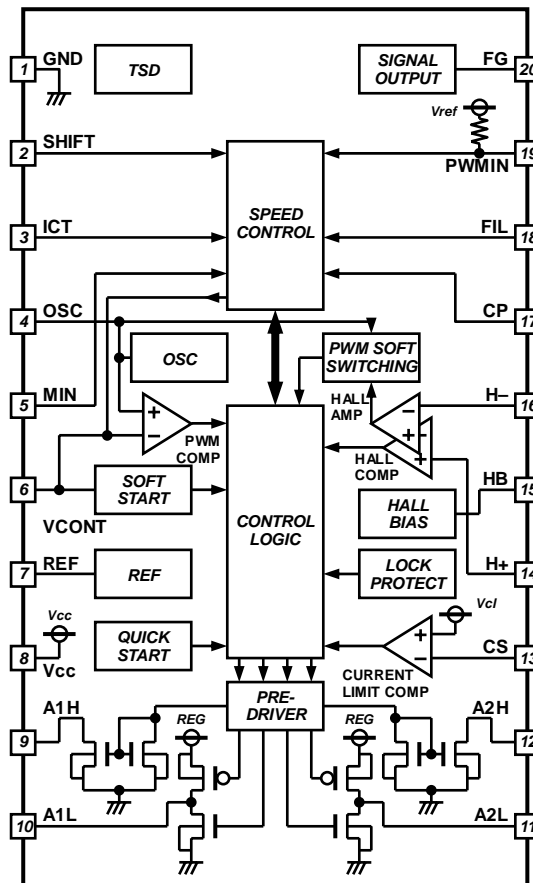 1 GND
TSD
SIGNAL
OUTPUT
FG 20
Vref
2 SHIFT
19
PWMIN
SPEED
CONTROL
3 ICT
FIL 18
4 OSC
CP 17
OSC
PWM SOFT
SWITCHING
5 MIN
HALL
AMP
H– 16
+
–
PWM
COMP
–
+
+
HALL
COMP
6
VCONT
SOFT
START
CONTROL
LOGIC
HALL
BIAS
HB 15
7 REF
REF
LOCK
PROTECT
H+ 14
Vcc
8
Vcc
QUICK
START
Vcl
+
–
CS 13
CURRENT
LIMIT COMP
A1H
9
PRE-
DRIVER
A2H
12
REG
REG
A1L
10
A2L
11